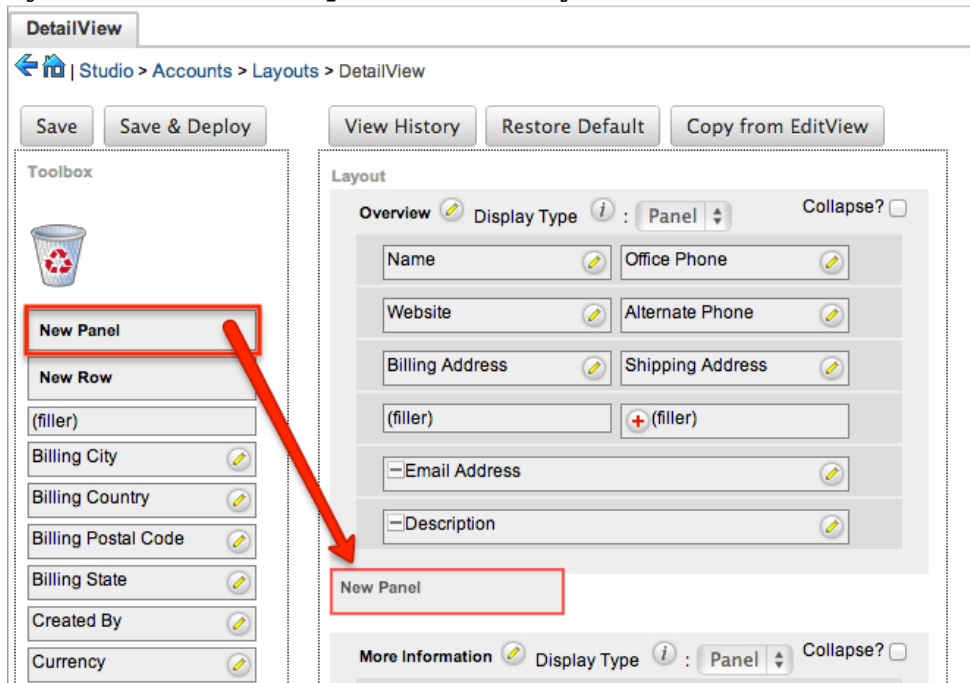 DetailView
| Studio > Accounts > Layouts > DetailView
Save Save & Deploy View History Restore Default Copy from EditView
Toolbox
New Panel
New Row
(filler)
Billing City
Billing Country
Billing Postal Code
Billing State
Created By
Currency
Layout
Overview Display Type i : Panel Collapse?
Name Office Phone
Website Alternate Phone
Billing Address Shipping Address
(filler) (filler)
Email Address
Description
New Panel
More Information Display Type i : Panel Collapse?